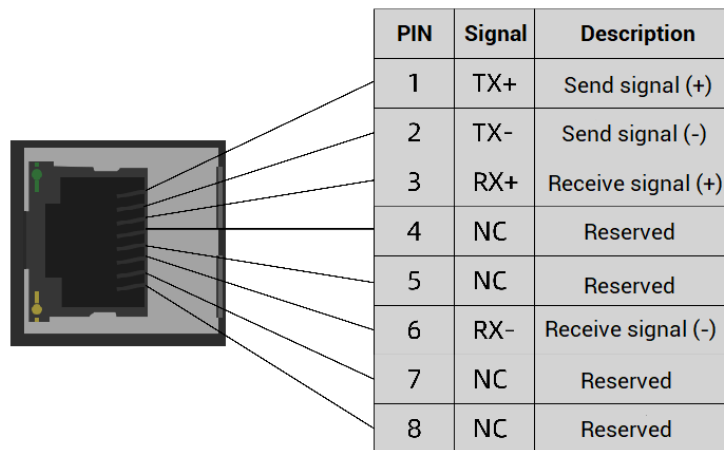 PIN Signal Description
1 TX+ Send signal (+)
2 TX- Send signal (-)
3 RX+ Receive signal (+)
4 NC Reserved
5 NC Reserved
6 RX- Receive signal (-)
7 NC Reserved
8 NC Reserved